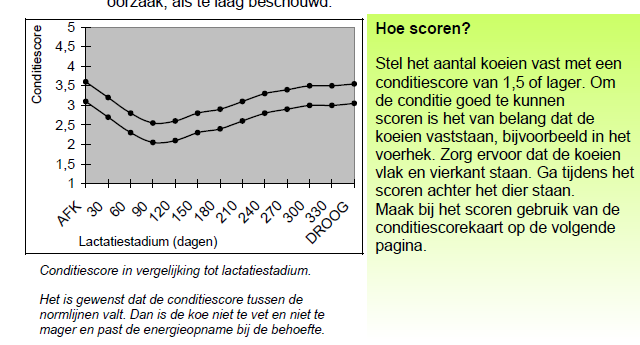 oorzaak, als te laag beschouwd.
Conditiescore
5
4,5
4
3,5
3
2,5
2
1,5
1
AFK 30 60 90 120 150 180 210 240 270 300 330 DROOG
Lactatiestadium (dagen)
Conditiescore in vergelijking tot lactatiestadium.
Het is gewenst dat de conditiescore tussen de
normlijnen valt. Dan is de koe niet te vet en niet te
mager en past de energieopname bij de behoefte.
Hoe scoren?
Stel het aantal koeien vast met een
conditiescore van 1,5 of lager. Om
de conditie goed te kunnen
scoren is het van belang dat de
koeien vaststaan, bijvoorbeeld in het
voerhek. Zorg ervoor dat de koeien
vlak en vierkant staan. Ga tijdens het
scoren achter het dier staan.
Maak bij het scoren gebruik van de
conditiescorekaart op de volgende
pagina.